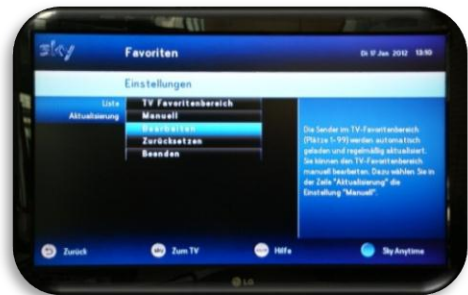 sky
Favoriten
Di 17 Jan 2012 13:10
Einstellungen
Liste TV Favoritenbereich
Aktualisierung Manuell
Bearbeiten
Zurücksetzen
Beenden
Die Sender im TV-Favoritenbereich
(Plätze 1-99) werden automatisch
geladen und regelmäßig aktualisiert.
Sie können den TV-Favoritenbereich
manuell bearbeiten. Dazu wählen Sie in
der Zeile "Aktualisierung" die
Einstellung "Manuell".
Zurück sky Zum TV Hilfe Sky Anytime
LG